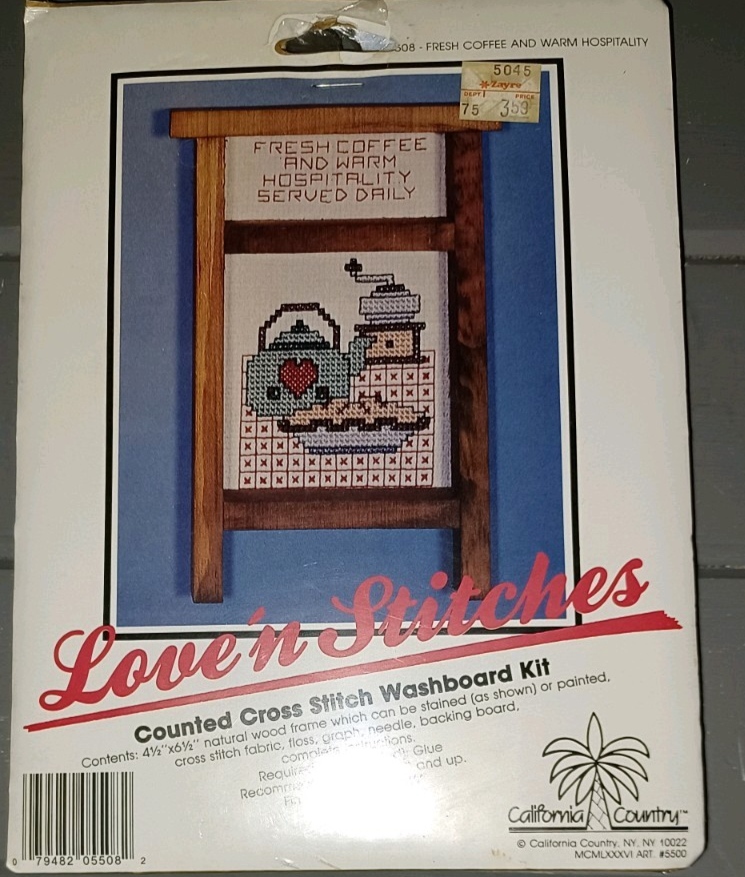 508 - FRESH COFFEE AND WARM HOSPITALITY
5045
Zayre
DEPT PRICE
75 3.59
FRESH COFFEE
AND WARM
HOSPITALITY
SERVED DAILY
Love 'n Stitches
Counted Cross Stitch Washboard Kit
Contents: 4½"x6½" natural wood frame which can be stained (as shown) or painted,
cross stitch fabric, floss, graph, needle, backing board,
complete instructions.
Glue
and up.
California Country™
© California Country, NY, NY 10022
MCMLXXXVI ART. #5500
0 79482 05508 2